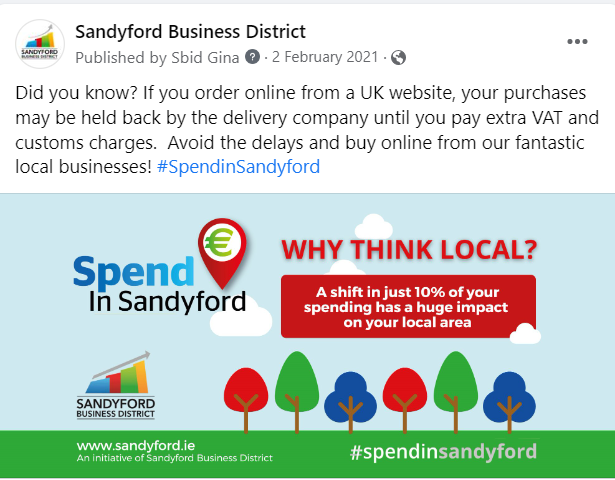 Sandyford Business District
Published by Sbid Gina · 2 February 2021 ·
Did you know? If you order online from a UK website, your purchases
may be held back by the delivery company until you pay extra VAT and
customs charges.  Avoid the delays and buy online from our fantastic
local businesses! #SpendinSandyford
SANDYFORD
BUSINESS DISTRICT
€
Spend
In Sandyford
WHY THINK LOCAL?
A shift in just 10% of your
spending has a huge impact
on your local area
SANDYFORD
BUSINESS DISTRICT
www.sandyford.ie
An initiative of Sandyford Business District
#spendinsandyford